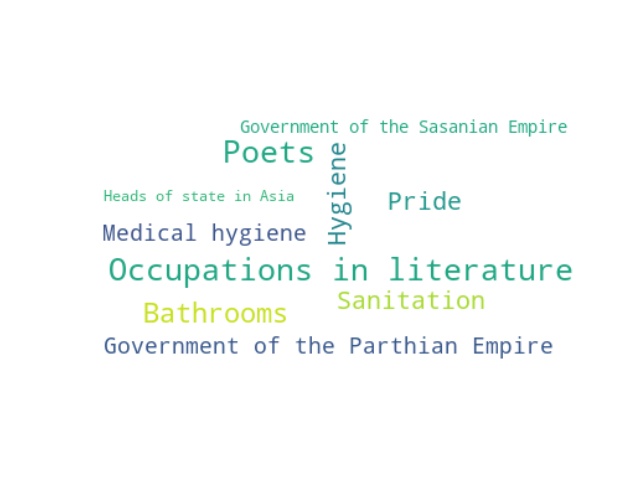 Government of the Sasanian Empire
Poets
Hygiene
Heads of state in Asia
Pride
Medical hygiene
Occupations in literature
Sanitation
Bathrooms
Government of the Parthian Empire